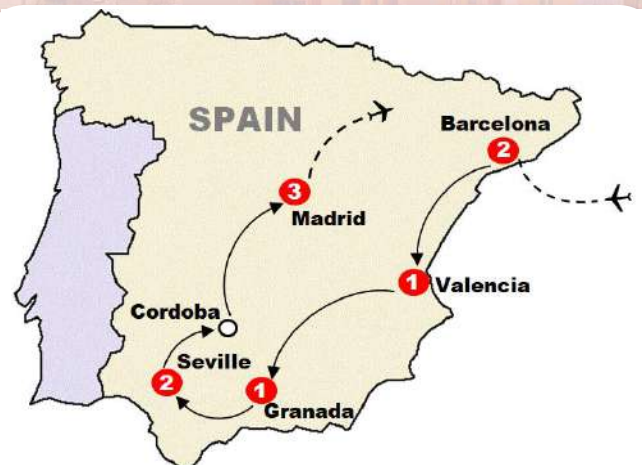 SPAIN
Barcelona
2
3
Madrid
1
Valencia
Cordoba
Seville
2
1
Granada